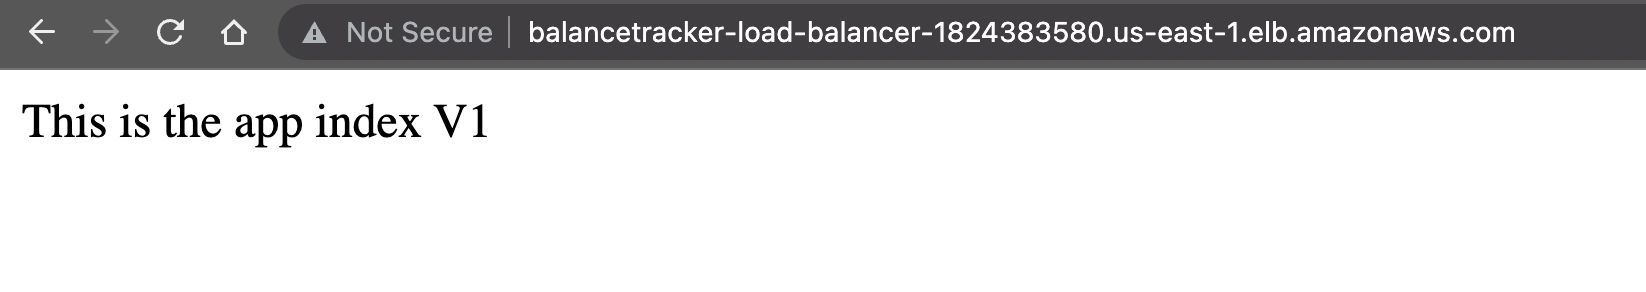 Not Secure balancetracker-load-balancer-1824383580.us-east-1.elb.amazonaws.com
This is the app index V1